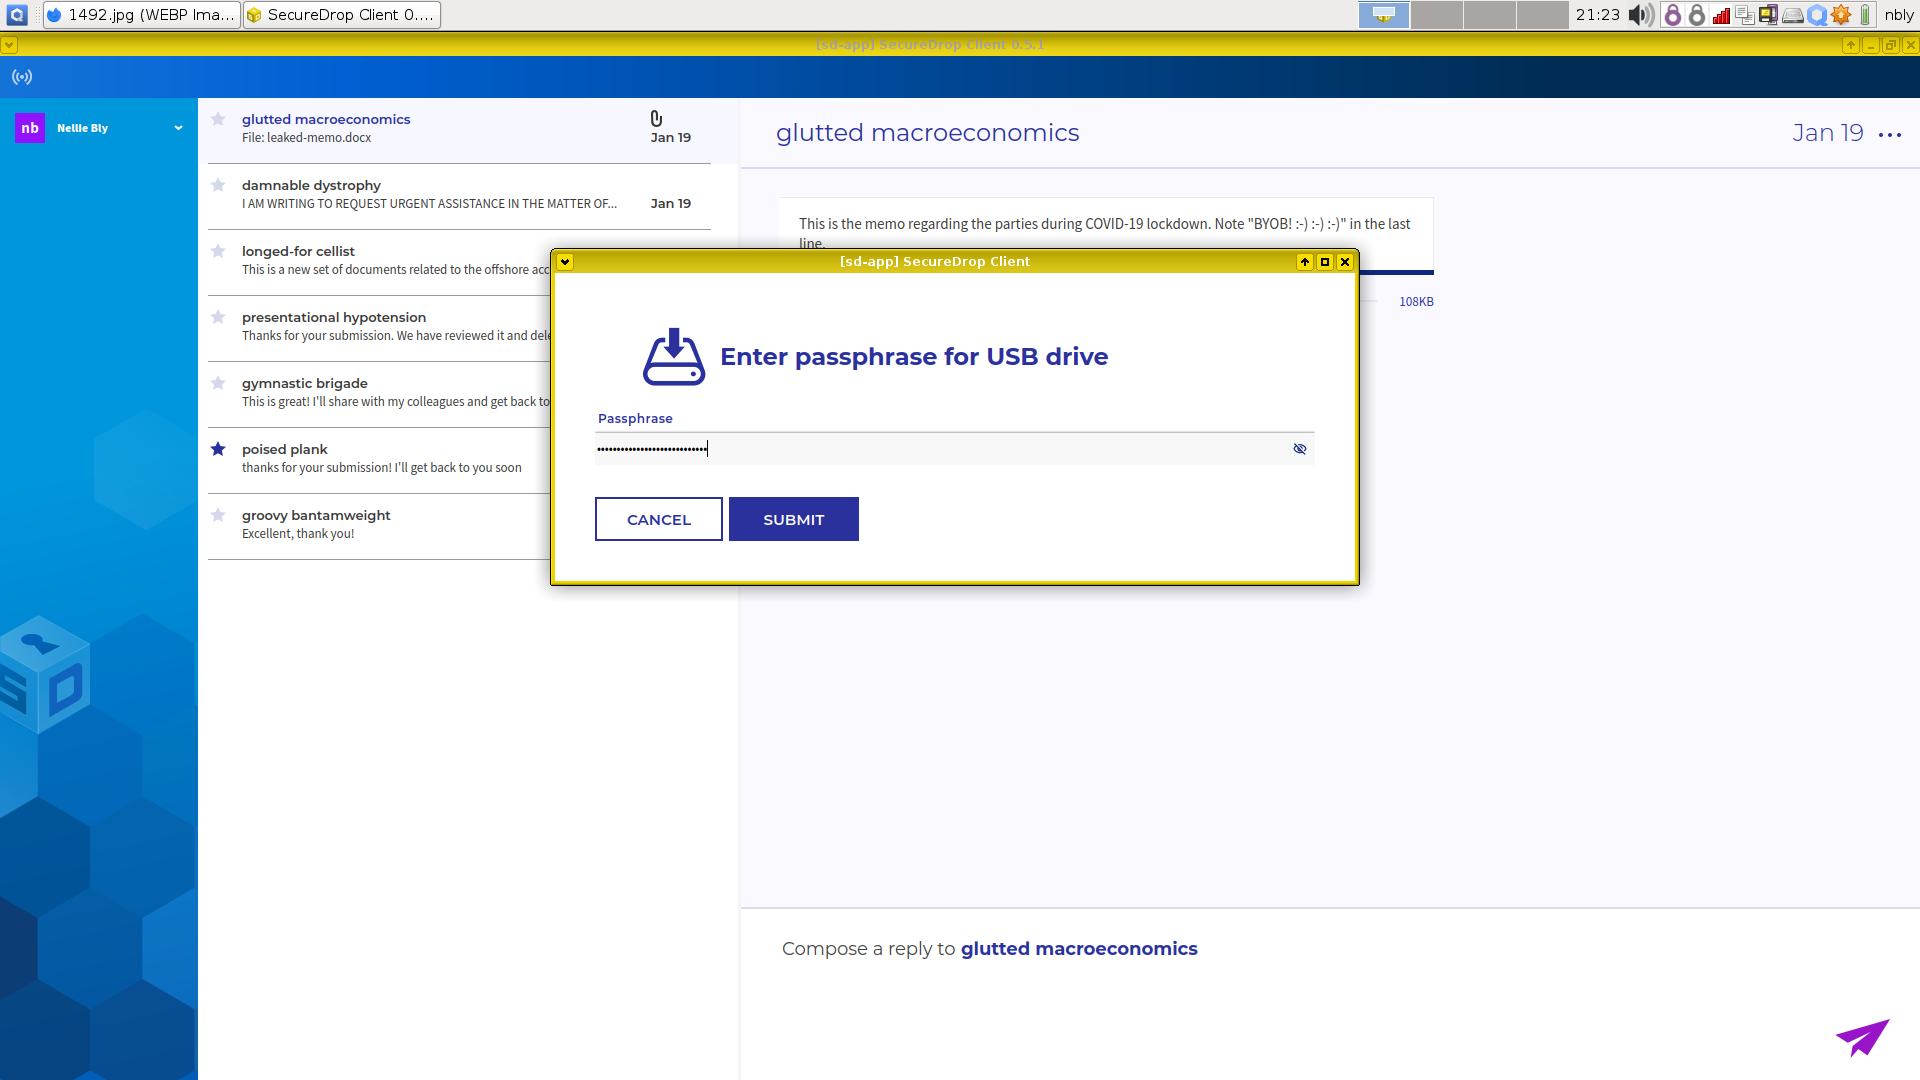 1492.jpg (WEBP Ima...
SecureDrop Client 0....
21:23
nbly
[sd-app] SecureDrop Client 0.5.1
nb
Nellie Bly
glutted macroeconomics
File: leaked-memo.docx
Jan 19
damnable dystrophy
I AM WRITING TO REQUEST URGENT ASSISTANCE IN THE MATTER OF...
Jan 19
longed-for cellist
This is a new set of documents related to the offshore acc
presentational hypotension
Thanks for your submission. We have reviewed it and dele
gymnastic brigade
This is great! I'll share with my colleagues and get back to
poised plank
thanks for your submission! I'll get back to you soon
groovy bantamweight
Excellent, thank you!
SD
glutted macroeconomics
Jan 19
This is the memo regarding the parties during COVID-19 lockdown. Note "BYOB! :-) :-) :-)" in the last
line.
108KB
[sd-app] SecureDrop Client
Enter passphrase for USB drive
Passphrase
CANCEL
SUBMIT
Compose a reply to glutted macroeconomics